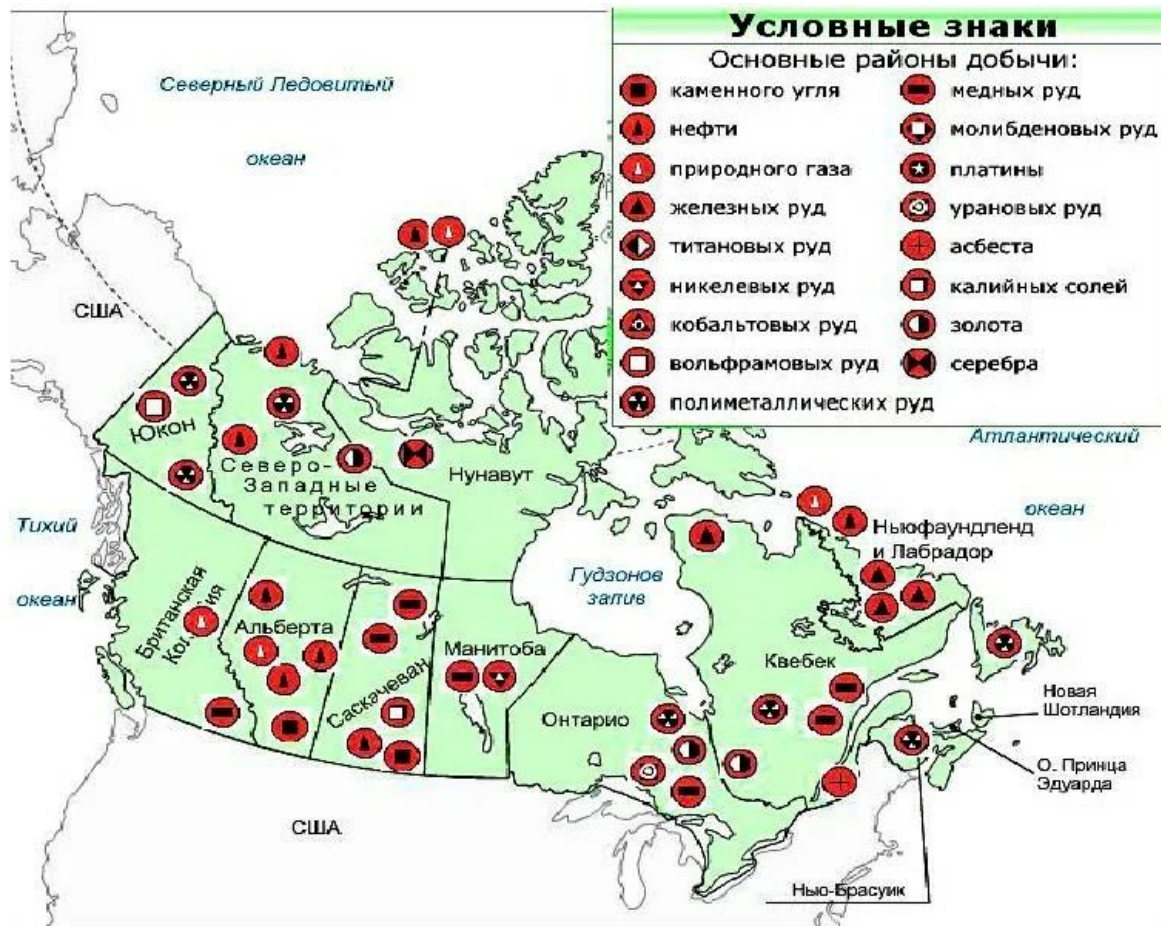 Условные знаки
Основные районы добычи:
каменного угля
нефти
природного газа
железных руд
титановых руд
никелевых руд
кобальтовых руд
вольфрамовых руд
полиметаллических руд
медных руд
молибденовых руд
платины
урановых руд
асбеста
калийных солей
золота
серебра
Северный Ледовитый
океан
США
Юкон
Северо-
Западные
территории
Нунавут
Атлантический
океан
Тихий
океан
Ньюфаундленд
и Лабрадор
Гудзонов
залив
Британская
Альберта
Саскачеван
Манитоба
Онтарио
Квебек
Новая
Шотландия
О. Принца
Эдуарда
США
Нью-Брасуик